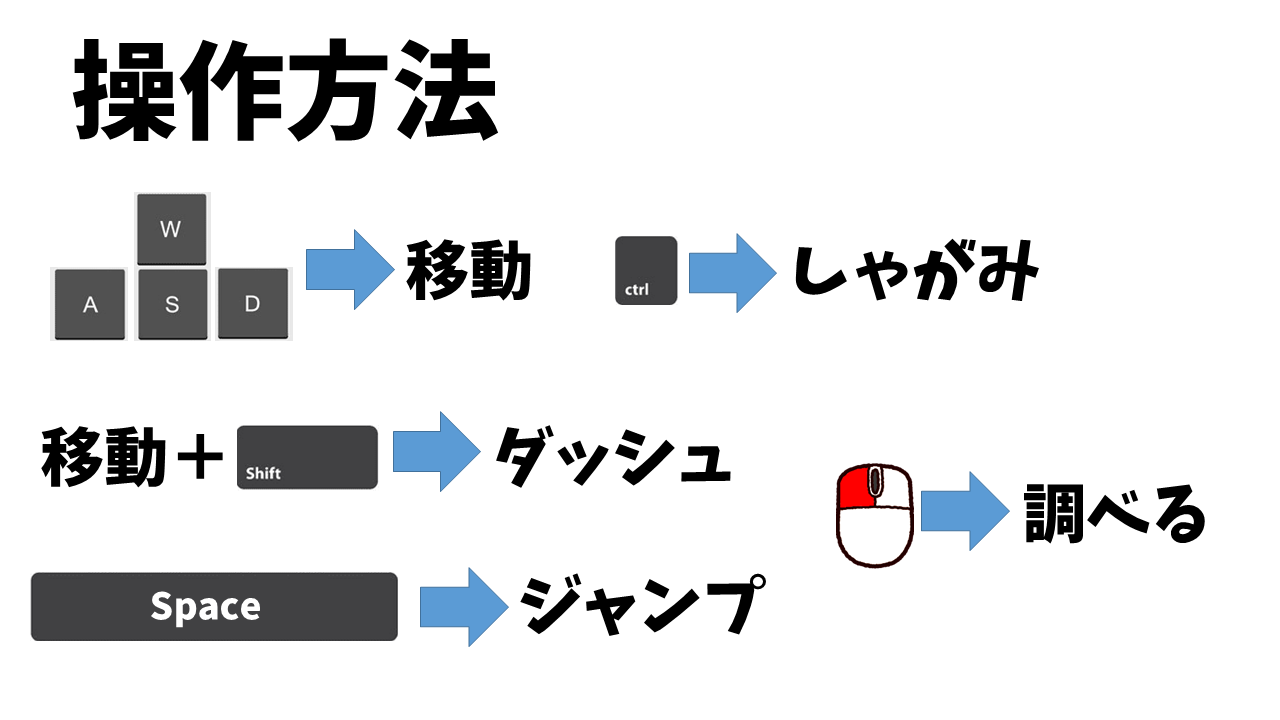 操作方法
W
A S D 移動
ctrl しゃがみ
移動＋ Shift ダッシュ
調べる
Space ジャンプ